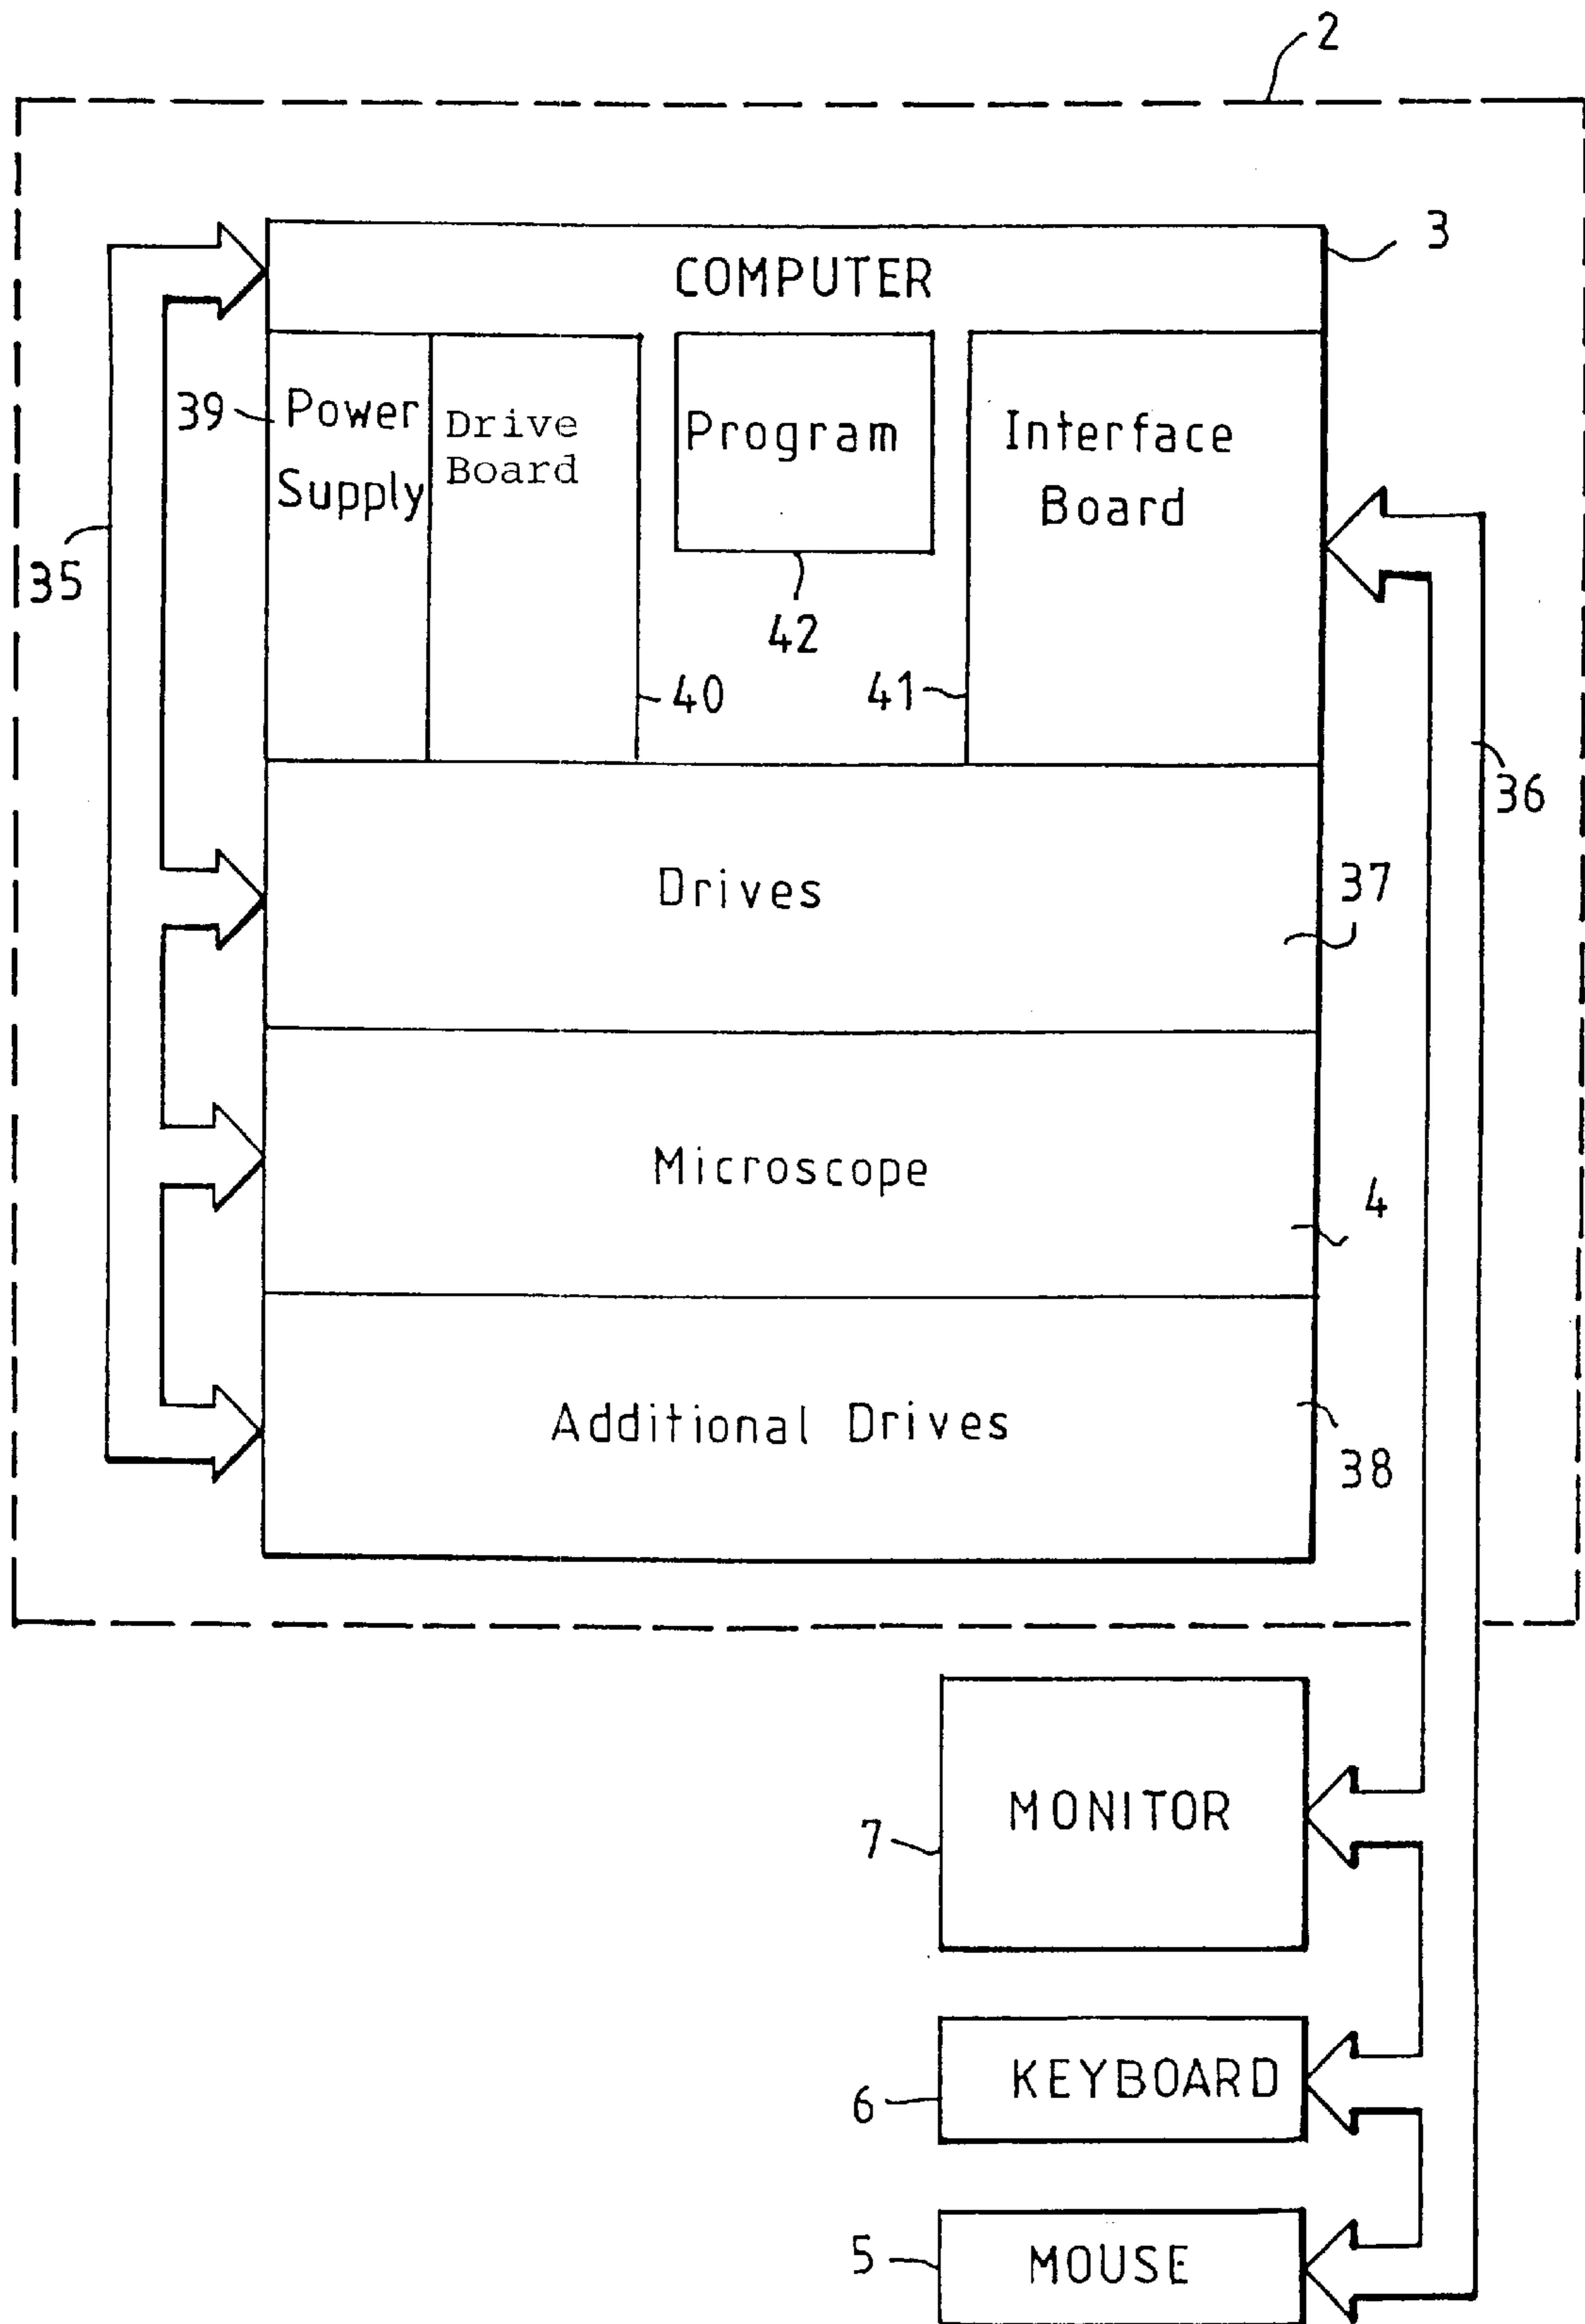 2
3
COMPUTER
39
Power
Supply
Drive
Board
Program
Interface
Board
35
42
40
41
36
Drives
37
Microscope
4
Additional Drives
38
MONITOR
7
KEYBOARD
6
MOUSE
5